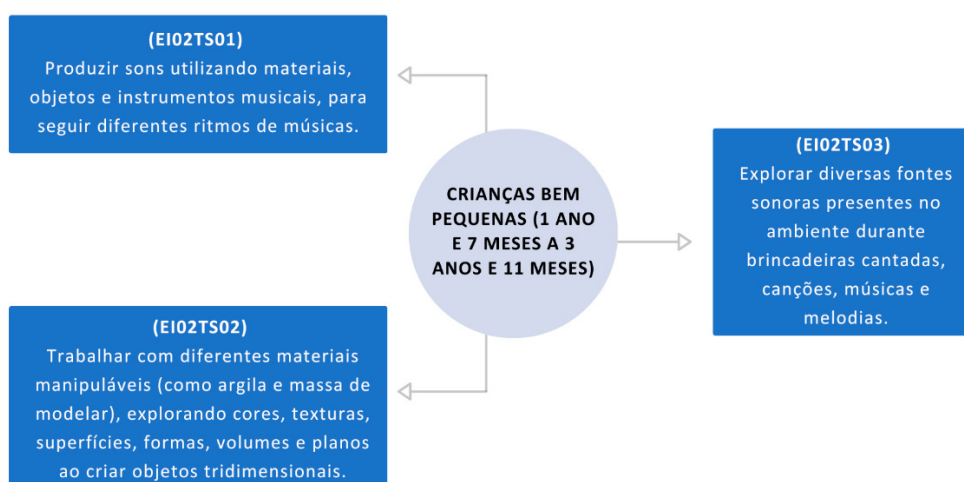 (EI02TS01)
Produzir sons utilizando materiais,
objetos e instrumentos musicais, para
seguir diferentes ritmos de músicas.
CRIANÇAS BEM
PEQUENAS (1 ANO
E 7 MESES A 3
ANOS E 11 MESES)
(EI02TS03)
Explorar diversas fontes
sonoras presentes no
ambiente durante
brincadeiras cantadas,
canções, músicas e
melodias.
(EI02TS02)
Trabalhar com diferentes materiais
manipuláveis (como argila e massa de
modelar), explorando cores, texturas,
superfícies, formas, volumes e planos
ao criar objetos tridimensionais.